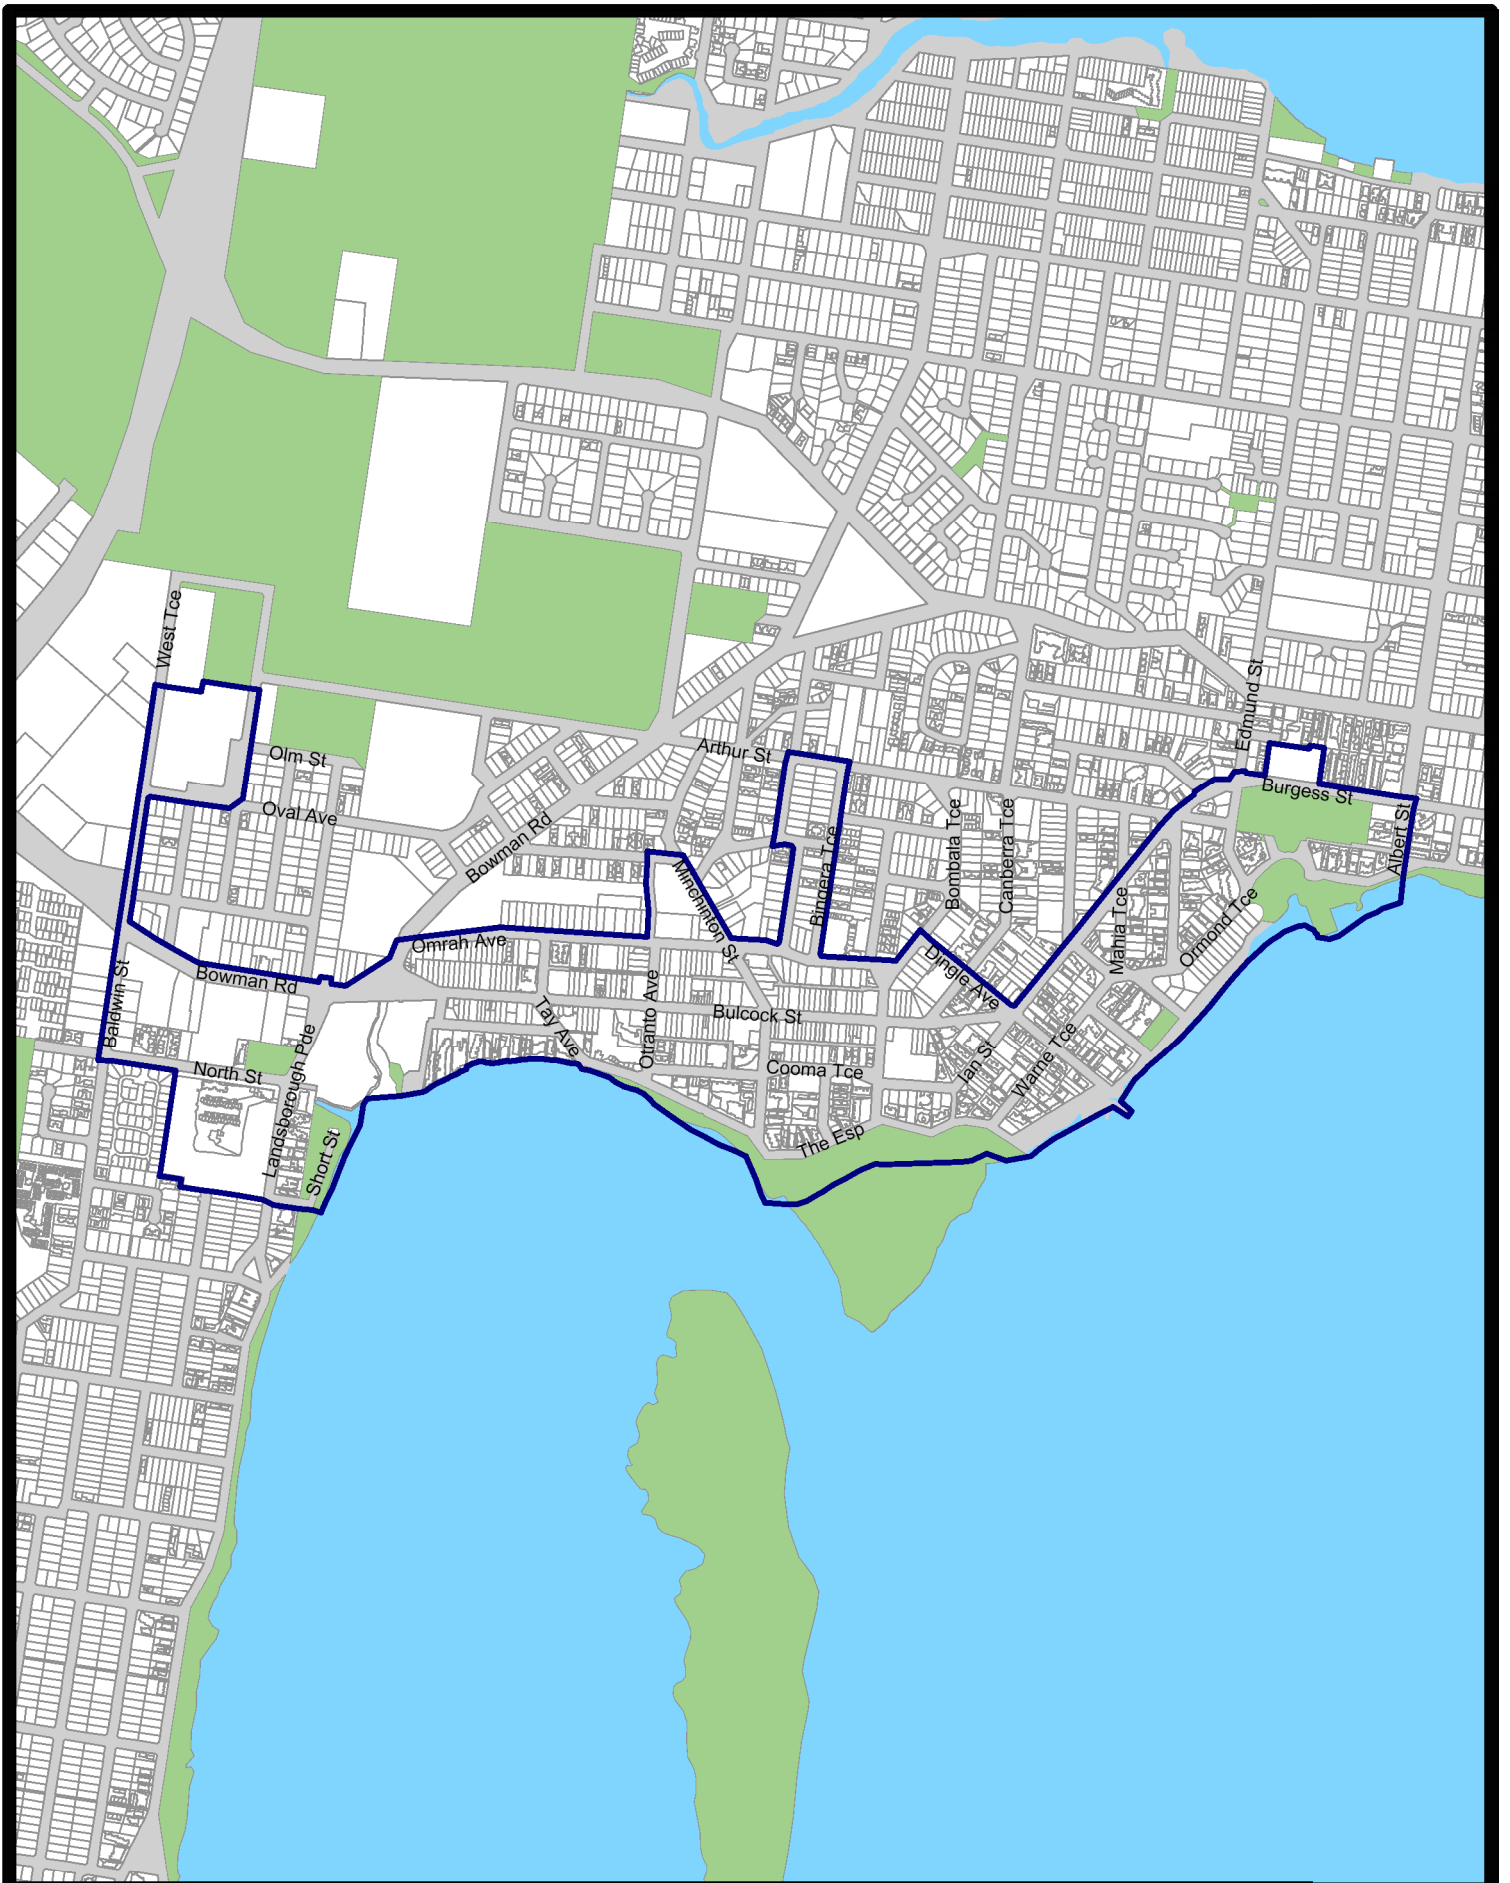 West Tce
Edmund St
Arthur St
Olm St
Burgess St
Oval Ave
Bowman Rd
Bingera Tce
Bombala Tce
Canberra Tce
Albert St
Minchinton St
Mahia Tce
Ormond Tce
Omrah Ave
Dingle Ave
Bowman Rd
Baldwin St
Tay Ave
Otranto Ave
Bulcock St
North St
Landsborough Pde
Cooma Tce
Ian St
Warne Tce
Short St
The Esp